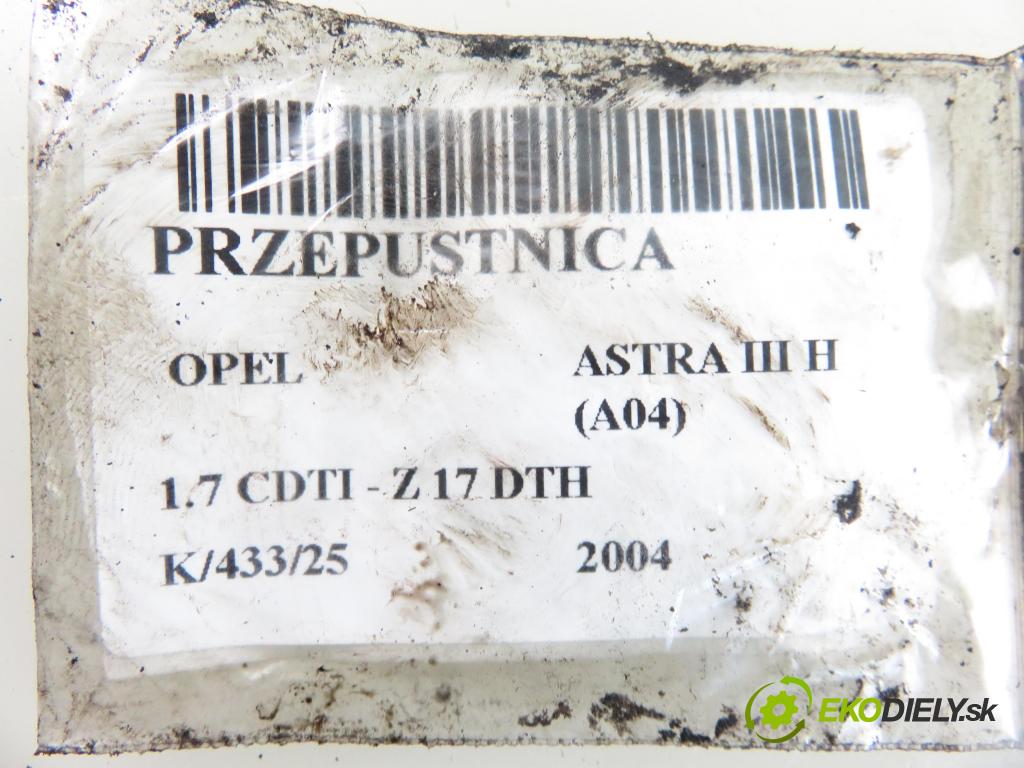 PRZEPUSTNICA
OPEL ASTRA III H
(A04)
1.7 CDTI - Z 17 DTH
K/433/25 2004
EKODIELY.sk